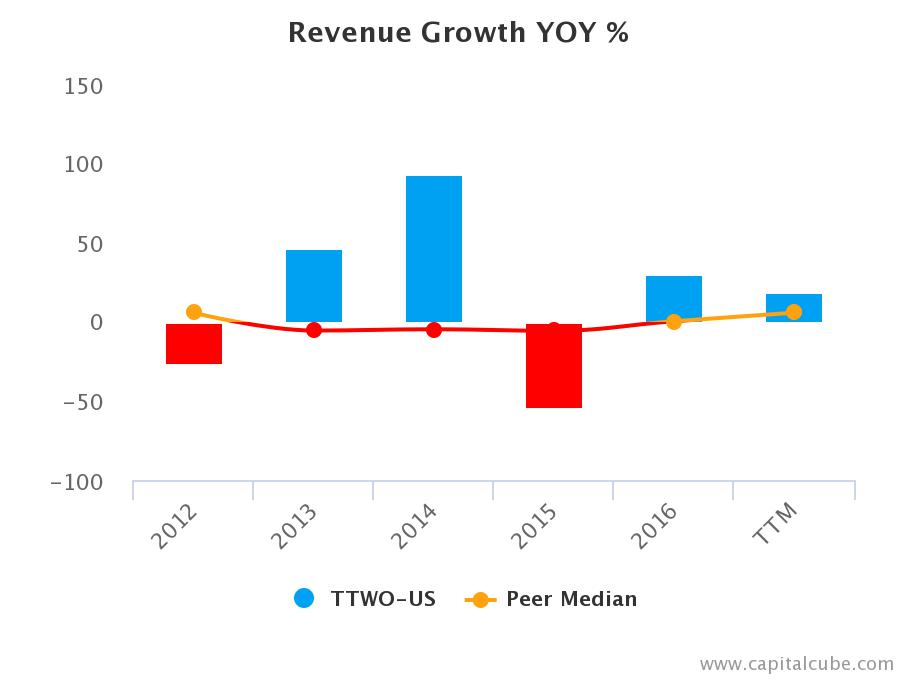 Revenue Growth YOY %
150
100
50
0
−50
−100
2012
2013
2014
2015
2016
TTM
TTWO−US
Peer Median
www.capitalcube.com